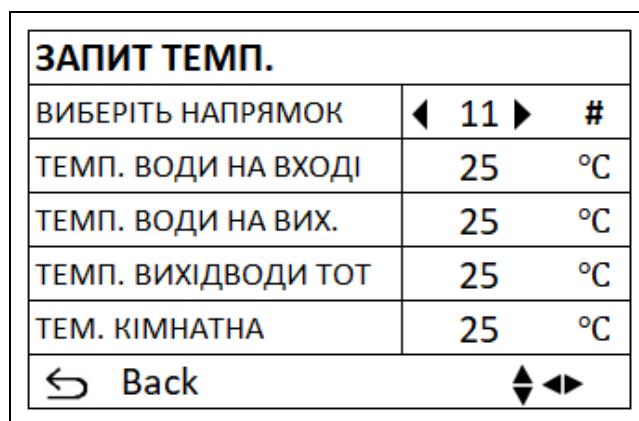 ЗАПИТ ТЕМП.
ВИБЕРІТЬ НАПРЯМОК 11 #
ТЕМП. ВОДИ НА ВХОДІ 25 °C
ТЕМП. ВОДИ НА ВИХ. 25 °C
ТЕМП. ВИХІДВОДИ ТОТ 25 °C
ТЕМ. КІМНАТНА 25 °C
Back